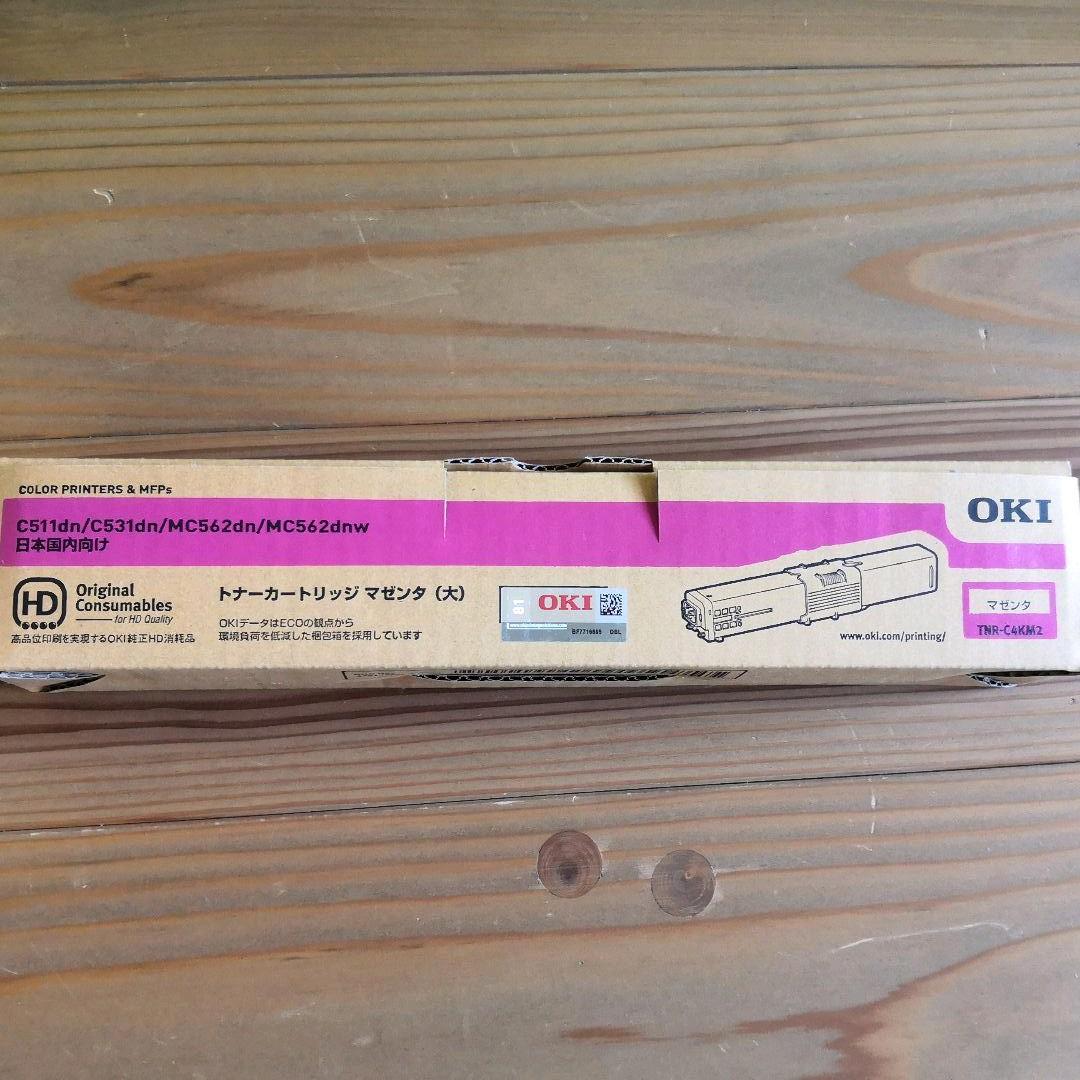 COLOR PRINTERS & MFPs
OKI
C511dn/C531dn/MC562dn/MC562dnw
日本国内向け
HD
Original
Consumables
for HD Quality
高品位印刷を実現するOKI純正HD消耗品
トナーカートリッジ マゼンタ（大）
OKIデータはECOの観点から
環境負荷を低減した梱包箱を採用しています
81
OKI
DBL
www.oki.com/printing/
マゼンタ
TNR-C4KM2